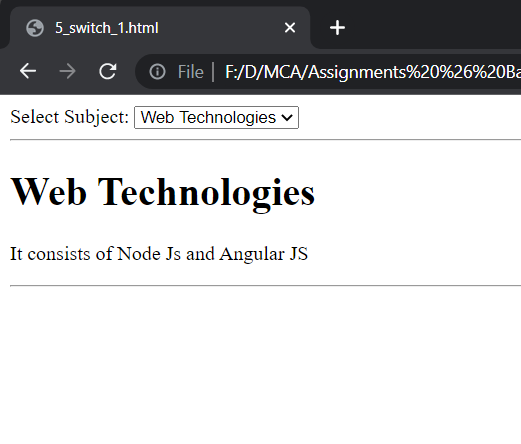 5_switch_1.html
File F:/D/MCA/Assignments%20%26%20Ba
Select Subject: Web Technologies
Web Technologies
It consists of Node Js and Angular JS